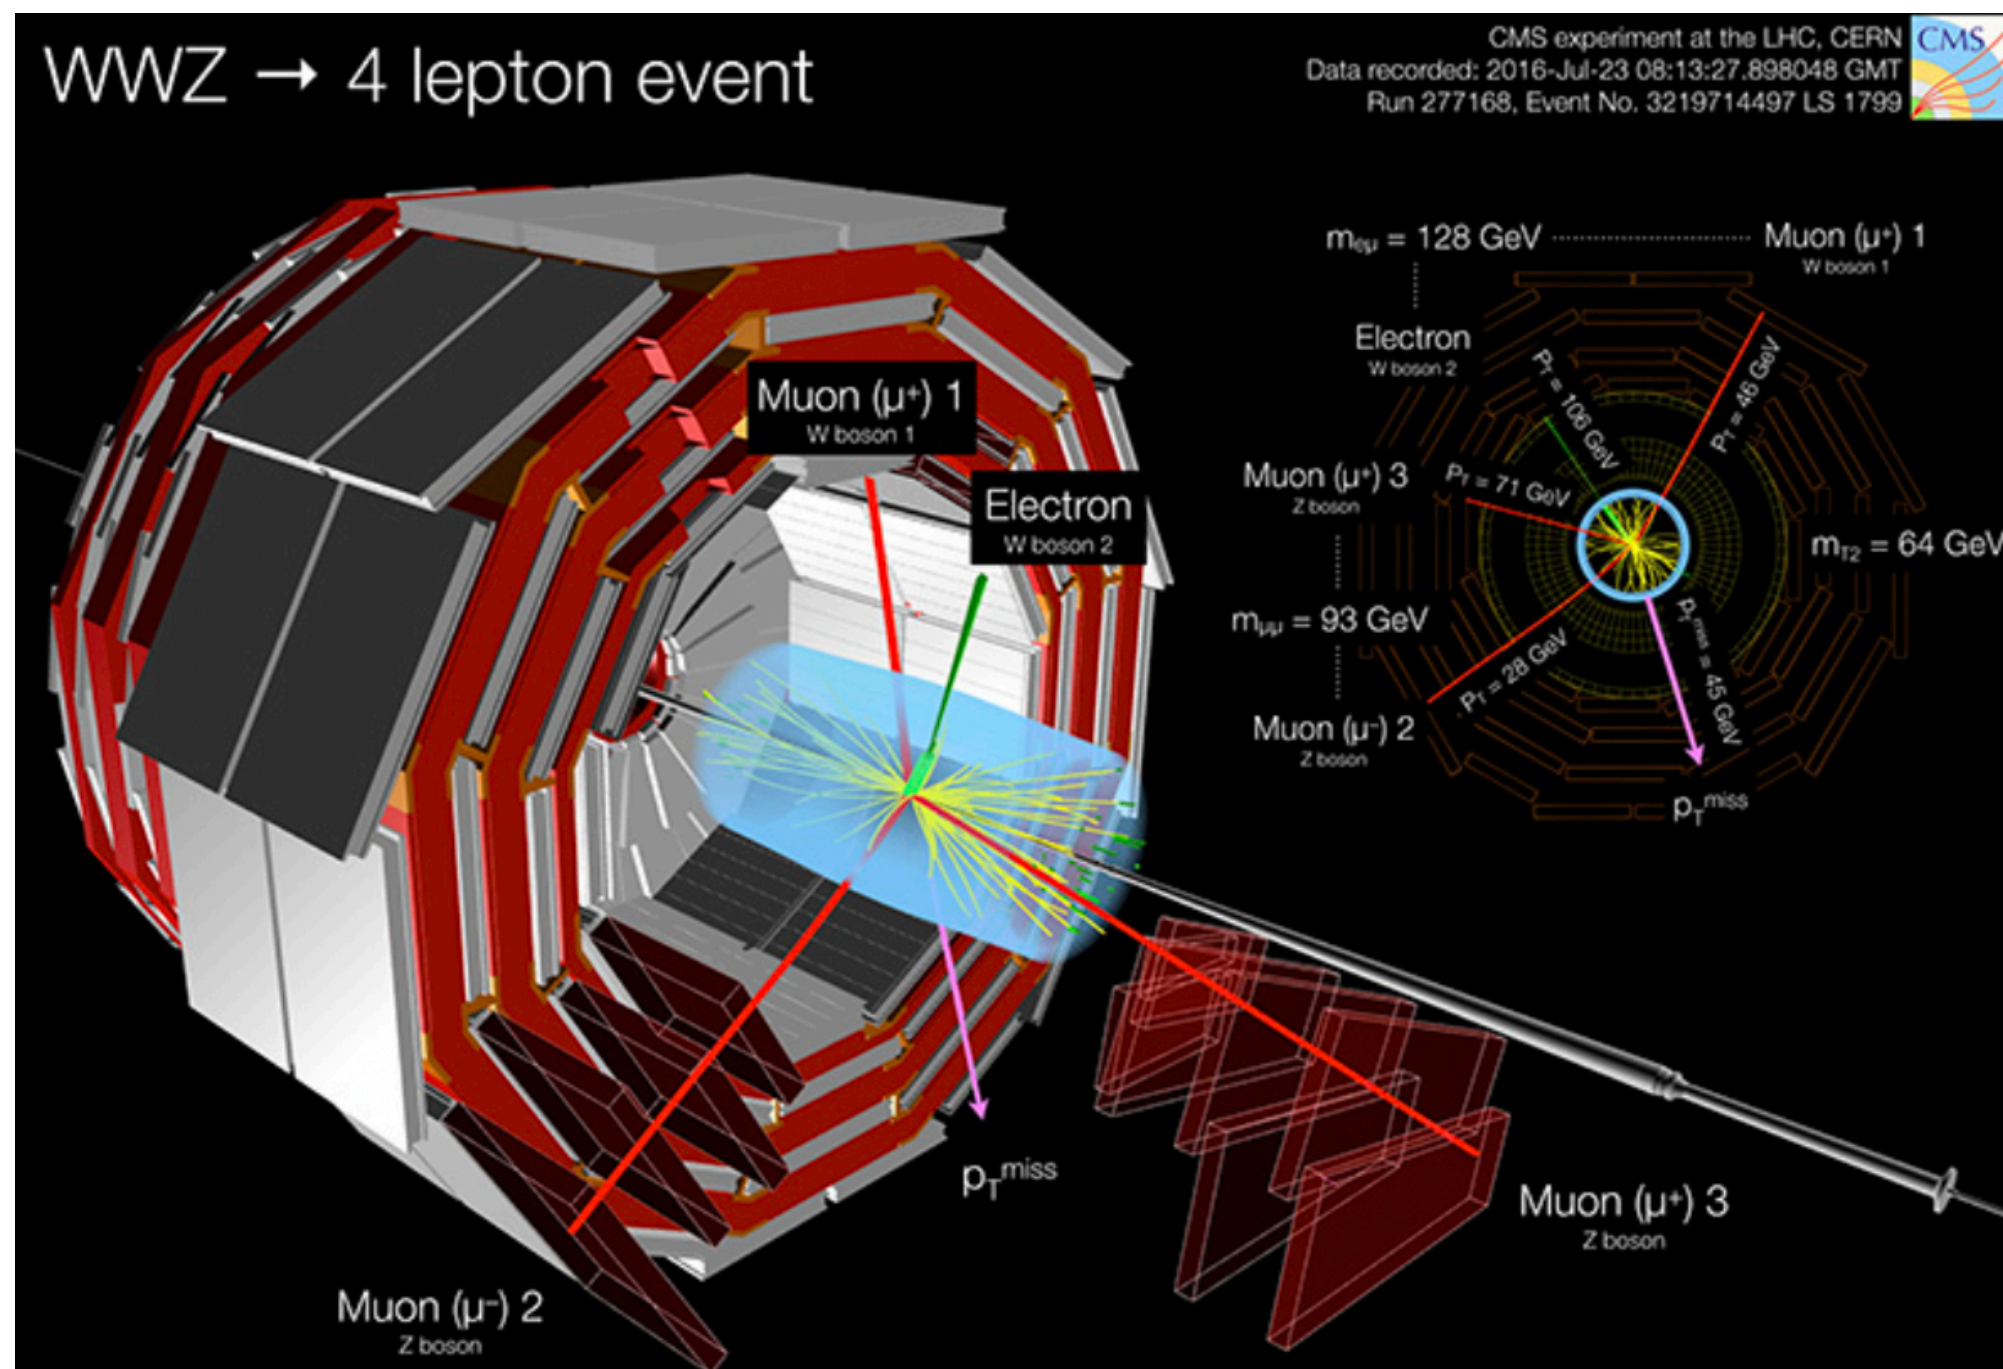 WWZ → 4 lepton event
CMS experiment at the LHC, CERN
Data recorded: 2016-Jul-23 08:13:27.898048 GMT
Run 277168, Event No. 3219714497 LS 1799
CMS
m_eμ = 128 GeV
Muon (μ⁺) 1
W boson 1
Electron
W boson 2
P_T = 106 GeV
P_T = 46 GeV
Muon (μ⁺) 3
Z boson
P_T = 71 GeV
m_T2 = 64 GeV
m_μμ = 93 GeV
P_T = 28 GeV
p_T^miss = 45 GeV
Muon (μ⁻) 2
Z boson
p_T^miss
Muon (μ⁺) 1
W boson 1
Electron
W boson 2
p_T^miss
Muon (μ⁺) 3
Z boson
Muon (μ⁻) 2
Z boson